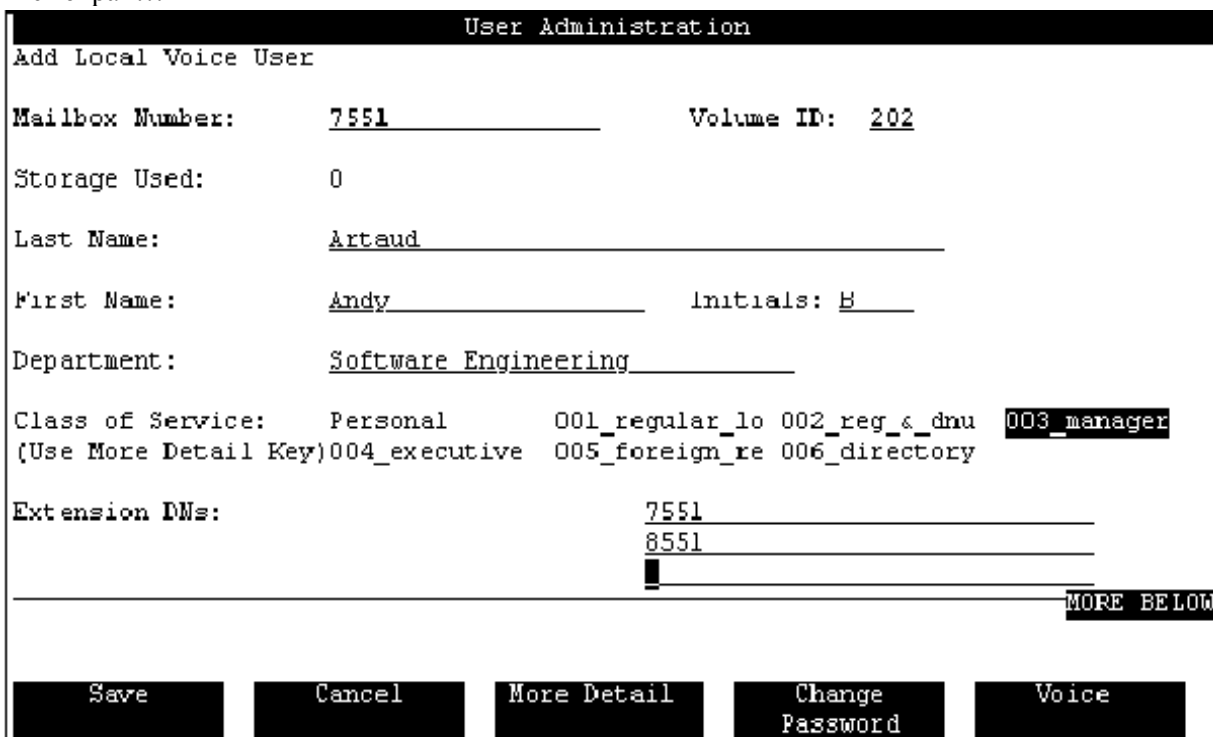 User Administration
Add Local Voice User
Mailbox Number: 7551 Volume ID: 202
Storage Used: 0
Last Name: Artaud
First Name: Andy Initials: B
Department: Software Engineering
Class of Service: Personal 001_regular_lo 002_reg_&_dnu 003_manager
(Use More Detail Key)004_executive 005_foreign_re 006_directory
Extension DNs: 7551
8551
MORE BELOW
Save Cancel More Detail Change Password Voice